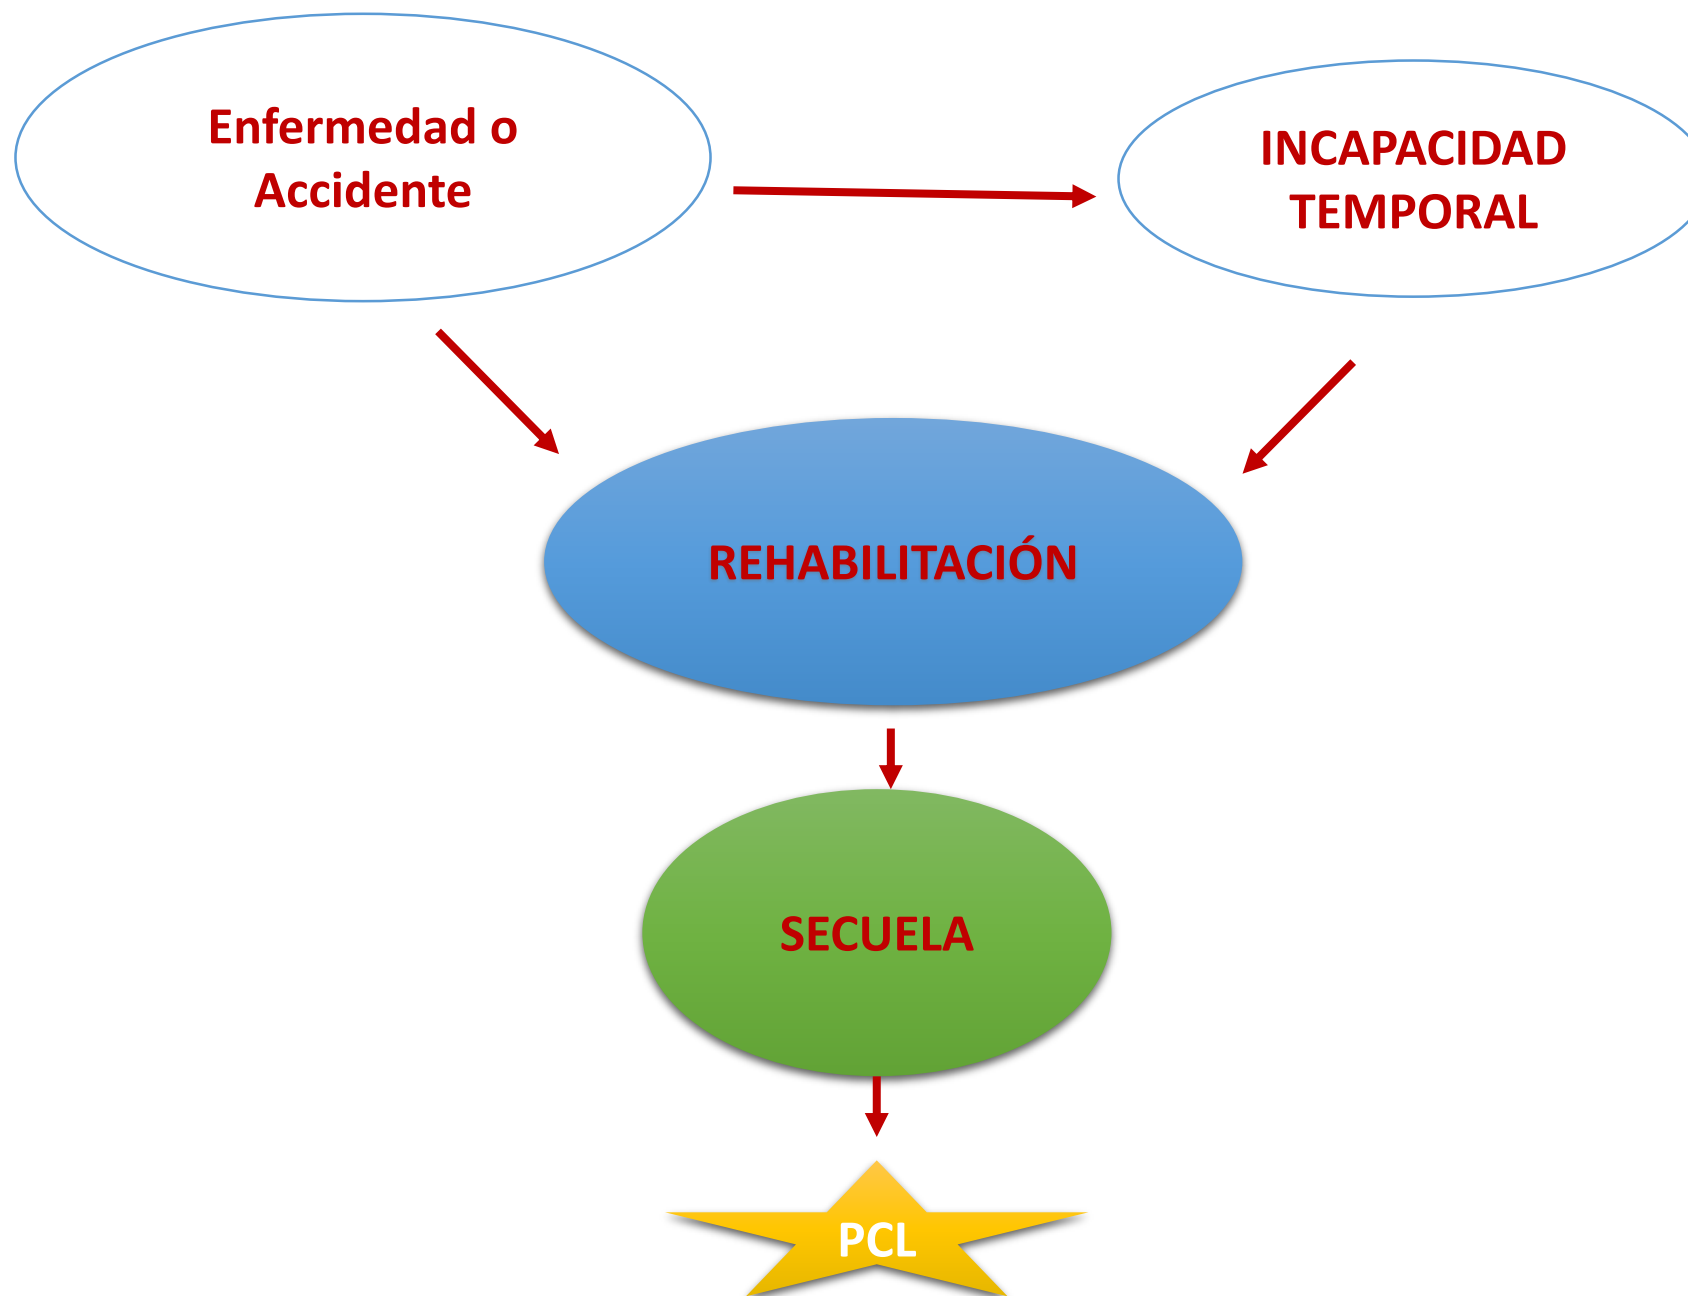 Enfermedad o
Accidente
INCAPACIDAD
TEMPORAL
REHABILITACIÓN
SECUELA
PCL